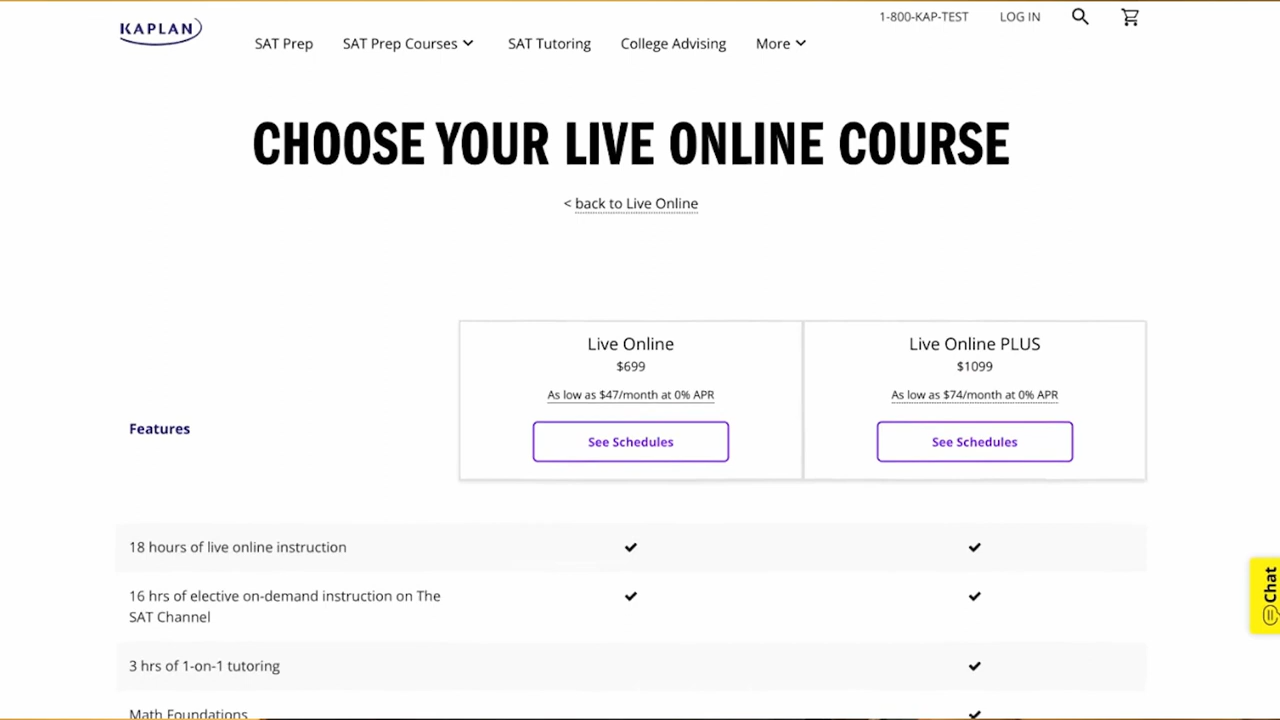 KAPLAN
1-800-KAP-TEST LOG IN
SAT Prep SAT Prep Courses SAT Tutoring College Advising More
CHOOSE YOUR LIVE ONLINE COURSE
< back to Live Online
Live Online
$699
As low as $47/month at 0% APR
See Schedules
Live Online PLUS
$1099
As low as $74/month at 0% APR
See Schedules
Features
18 hours of live online instruction
16 hrs of elective on-demand instruction on The
SAT Channel
3 hrs of 1-on-1 tutoring
Math Foundations
Chat